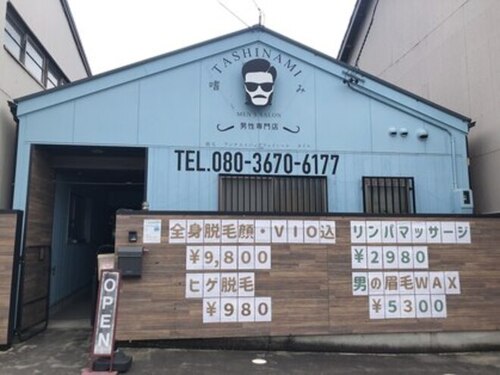 TASHINAMI
嗜み
MEN'S SALON
男性専門店
TEL.080-3670-6177
全身脱毛顔・VIO込
¥9,800
ヒゲ脱毛
¥980
リンパマッサージ
¥2980
男の眉毛WAX
¥5300
OPEN